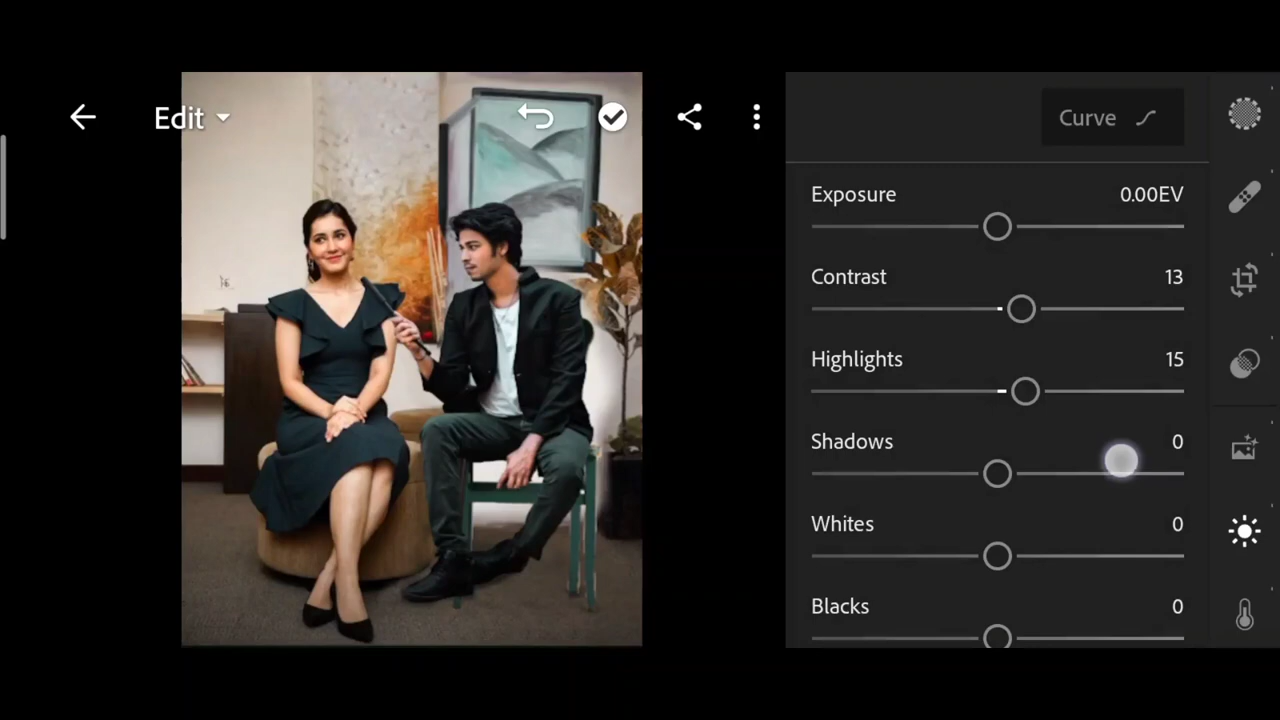 Edit
Curve
Exposure 0.00EV
Contrast 13
Highlights 15
Shadows 0
Whites 0
Blacks 0